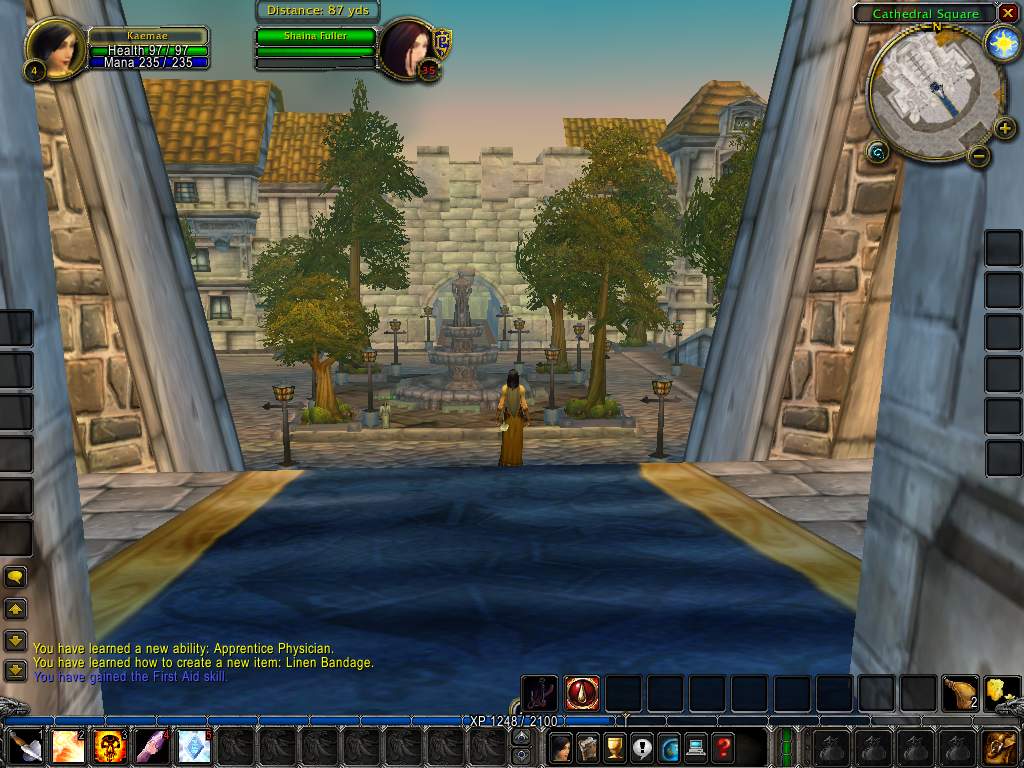 Distance: 87 yds
Cathedral Square
N
Kaemae
Shaina Fuller
Health 97 / 97
Mana 235 / 235
4
35
You have learned a new ability: Apprentice Physician.
You have learned how to create a new item: Linen Bandage.
You have gained the First Aid skill.
2
XP 1248 / 2100
2